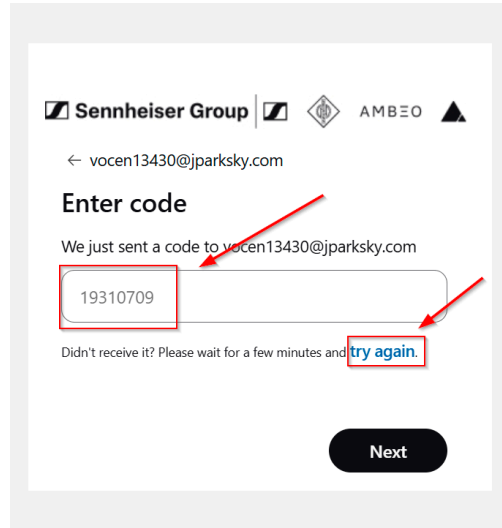 Sennheiser Group AMBEO
← vocen13430@jparksky.com
Enter code
We just sent a code to vocen13430@jparksky.com
19310709
Didn't receive it? Please wait for a few minutes and try again.
Next